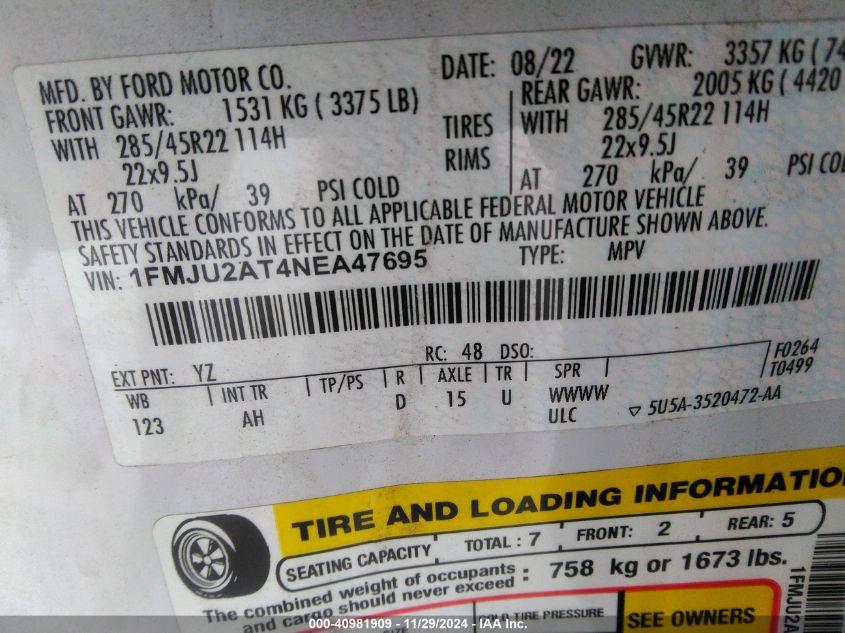 MFD. BY FORD MOTOR CO. DATE: 08/22 GVWR: 3357 KG ( 74
FRONT GAWR: 1531 KG ( 3375 LB) REAR GAWR: 2005 KG ( 4420
WITH 285/45R22 114H TIRES WITH 285/45R22 114H
22x9.5J RIMS 22x9.5J
AT 270 kPa/ 39 PSI COLD AT 270 kPa/ 39 PSI COL
THIS VEHICLE CONFORMS TO ALL APPLICABLE FEDERAL MOTOR VEHICLE
SAFETY STANDARDS IN EFFECT ON THE DATE OF MANUFACTURE SHOWN ABOVE.
VIN: 1FMJU2AT4NEA47695 TYPE: MPV
EXT PNT: YZ RC: 48 DSO: F0264
T0499
WB INT TR TP/PS R AXLE TR SPR
123 AH D 15 U WWWW
ULC ▽ 5U5A-3520472-AA
TIRE AND LOADING INFORMATION
SEATING CAPACITY TOTAL : 7 FRONT: 2 REAR: 5
The combined weight of occupants and cargo should never exceed : 758 kg or 1673 lbs.
SIZE TIRE PRESSURE SEE OWNERS
1FMJU2A
000-40981909 - 11/29/2024 - IAA Inc.